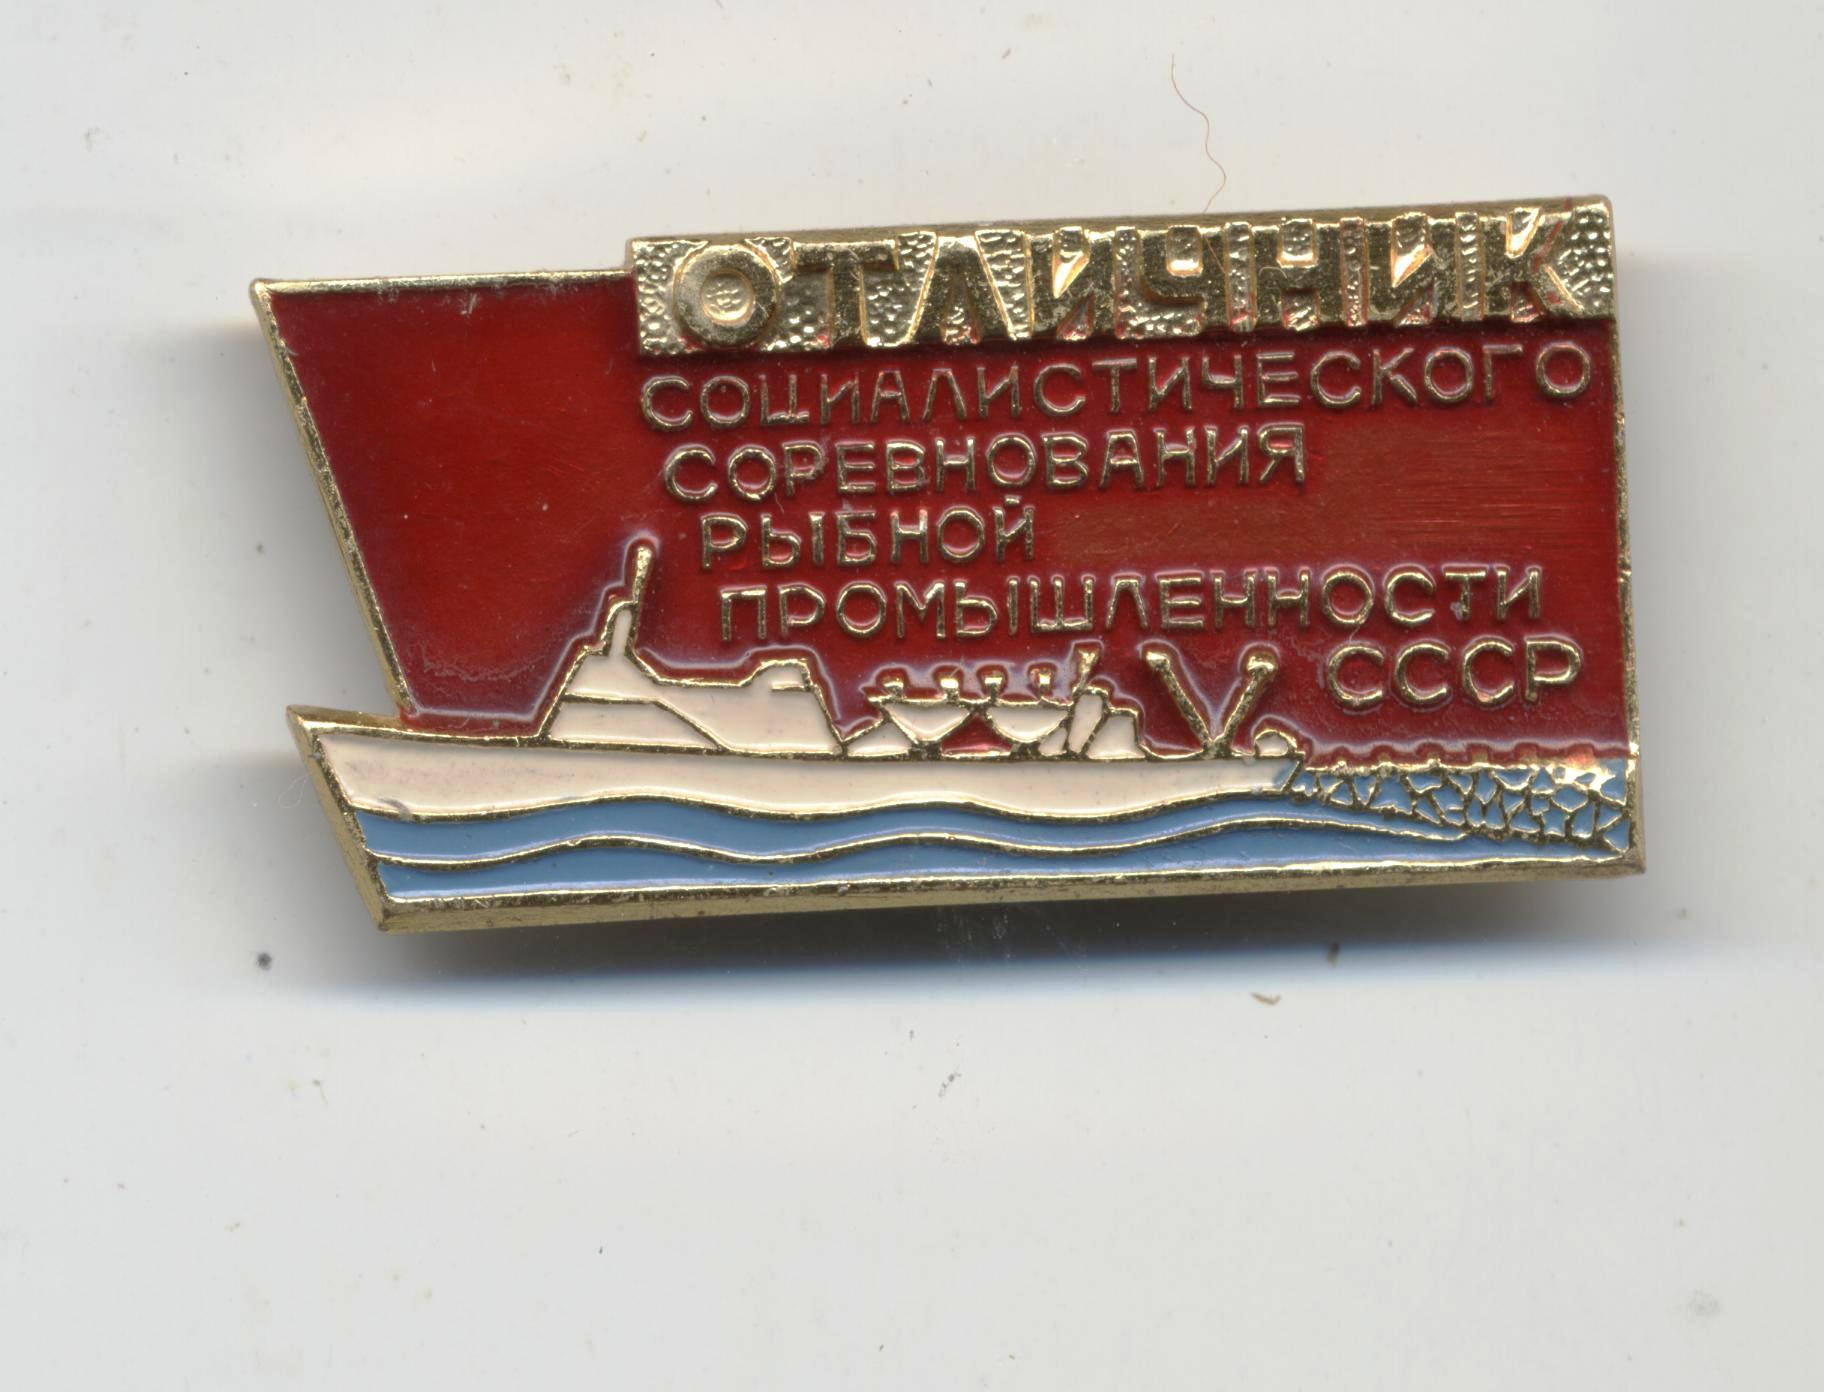 ОТЛИЧНИК
СОЦИАЛИСТИЧЕСКОГО
СОРЕВНОВАНИЯ
РЫБНОЙ
ПРОМЫШЛЕННОСТИ
СССР